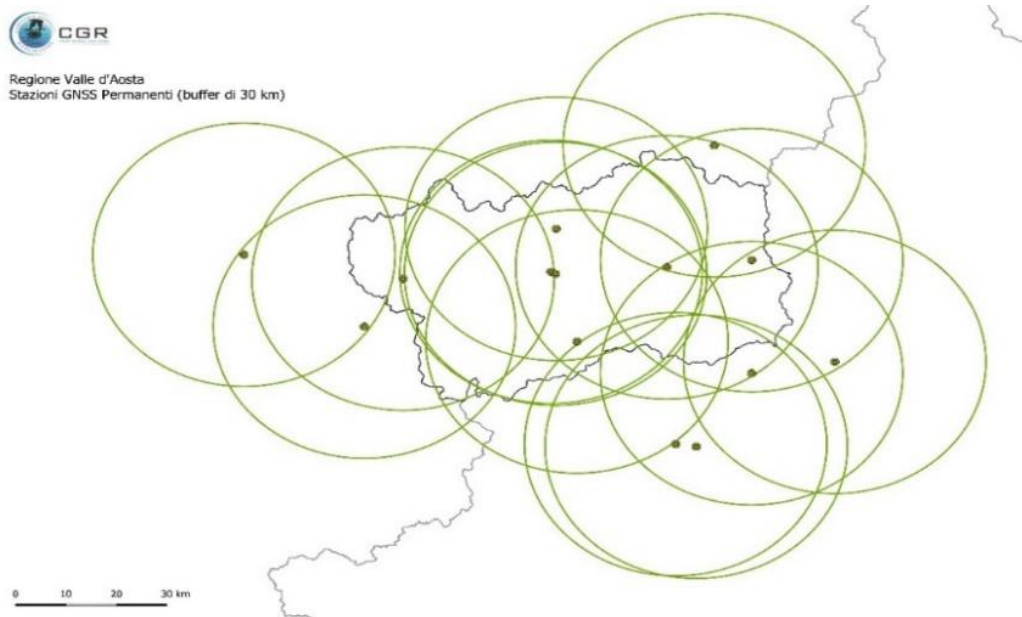 CGR
Regione Valle d'Aosta
Stazioni GNSS Permanenti (buffer di 30 km)
0 10 20 30 km